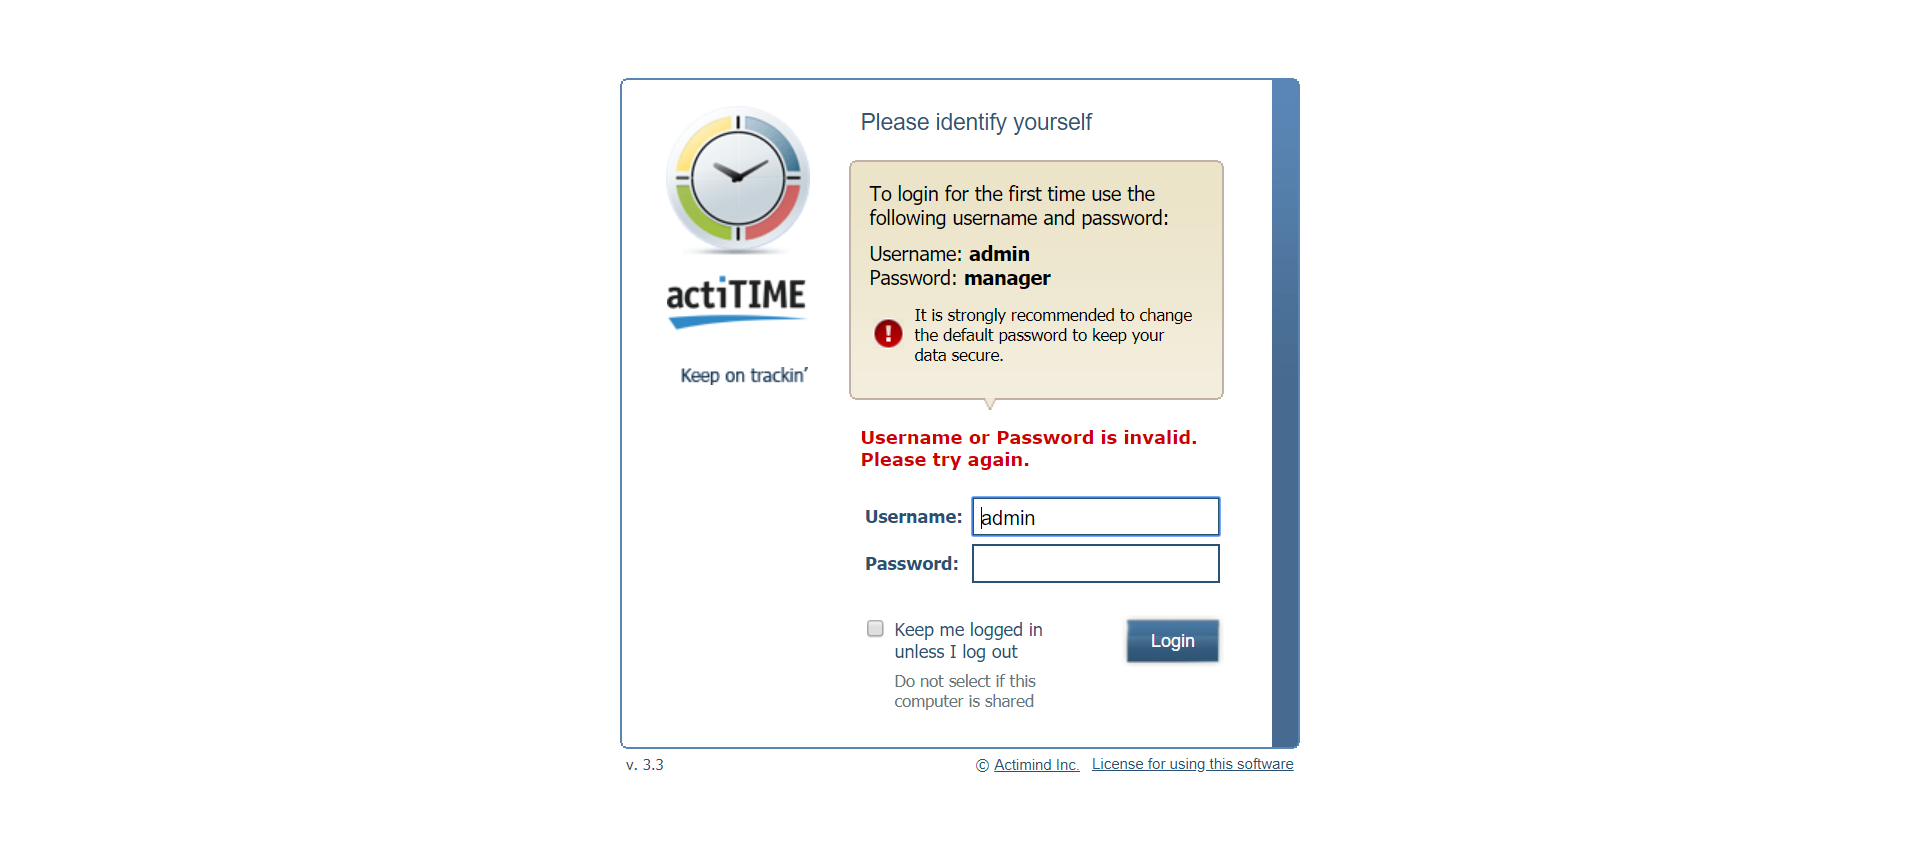 actiTIME
Keep on trackin'
Please identify yourself
To login for the first time use the
following username and password:
Username: admin
Password: manager
It is strongly recommended to change
the default password to keep your
data secure.
Username or Password is invalid.
Please try again.
Username: admin
Password:
Keep me logged in
unless I log out
Login
Do not select if this
computer is shared
v. 3.3
© Actimind Inc. License for using this software